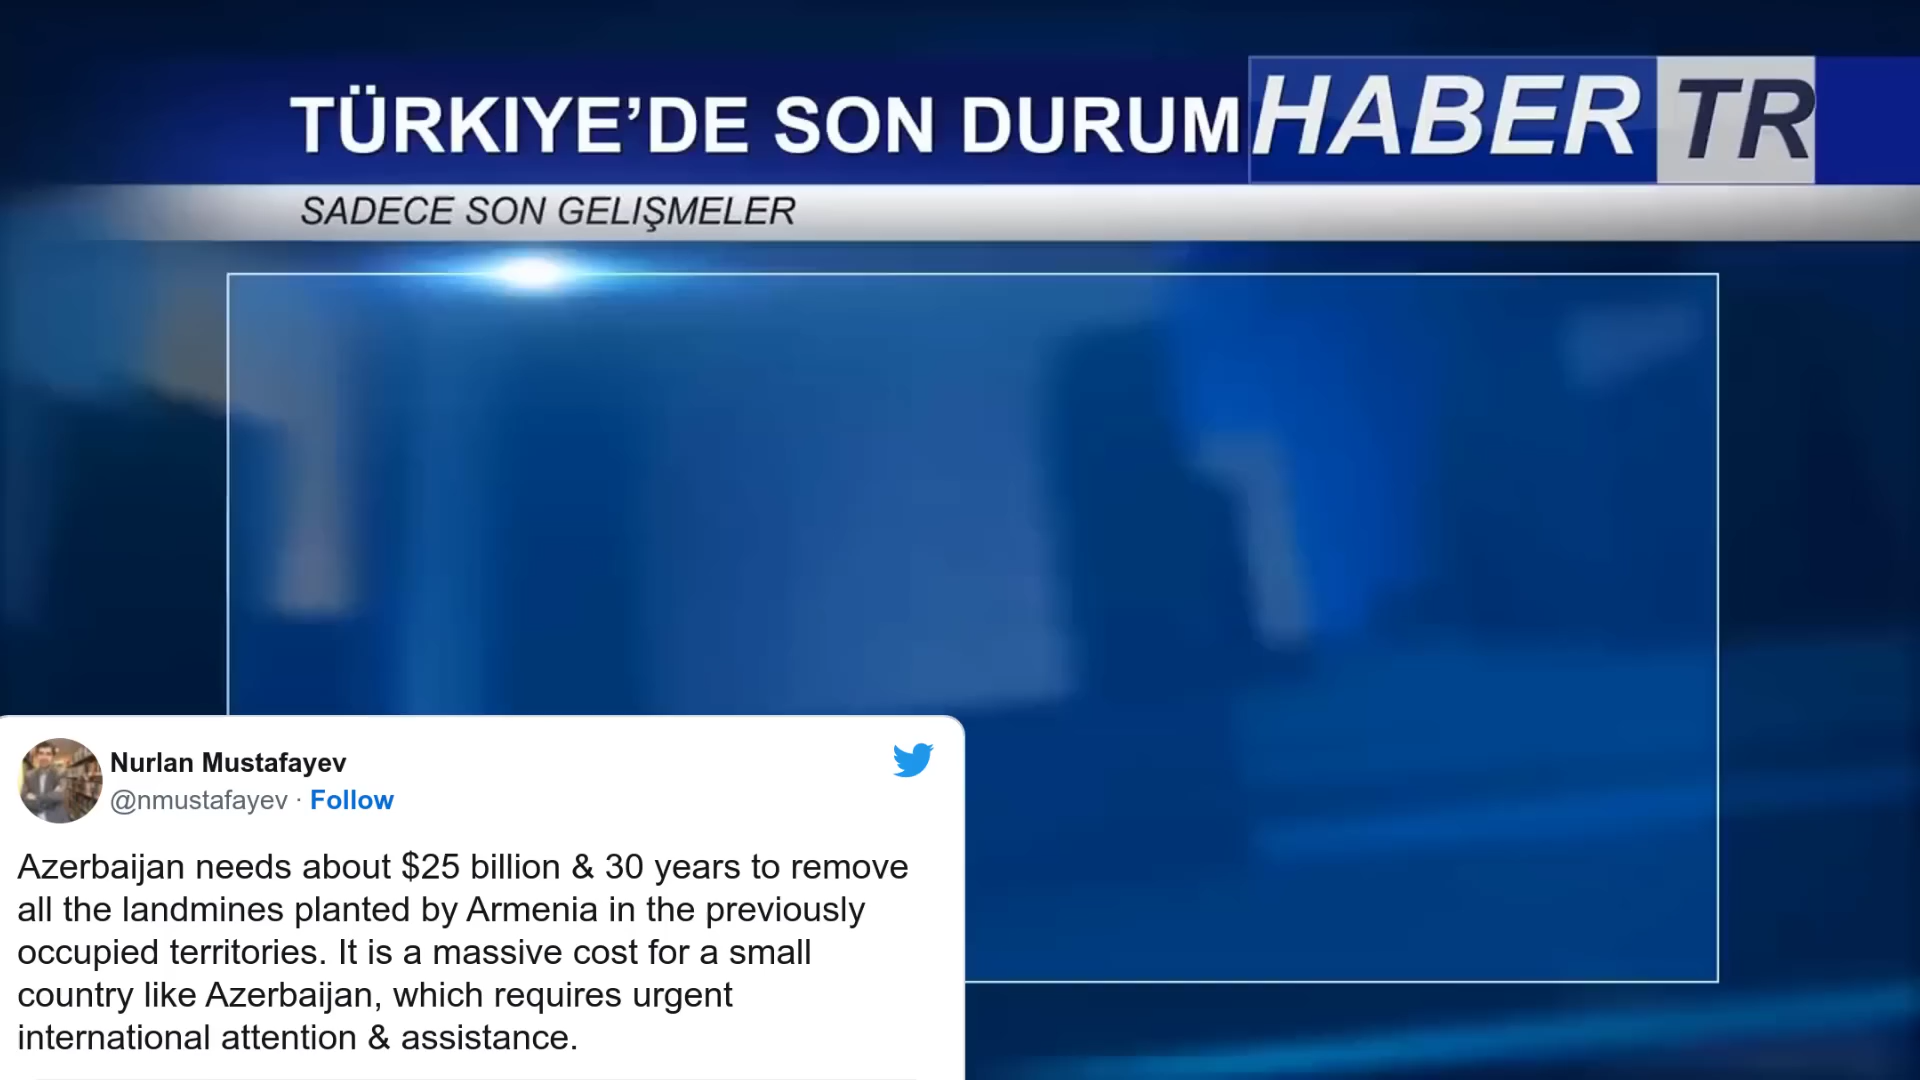 TÜRKIYE’DE SON DURUM
HABER TR
SADECE SON GELIŞMELER
Nurlan Mustafayev
@nmustafayev · Follow
Azerbaijan needs about $25 billion & 30 years to remove
all the landmines planted by Armenia in the previously
occupied territories. It is a massive cost for a small
country like Azerbaijan, which requires urgent
international attention & assistance.